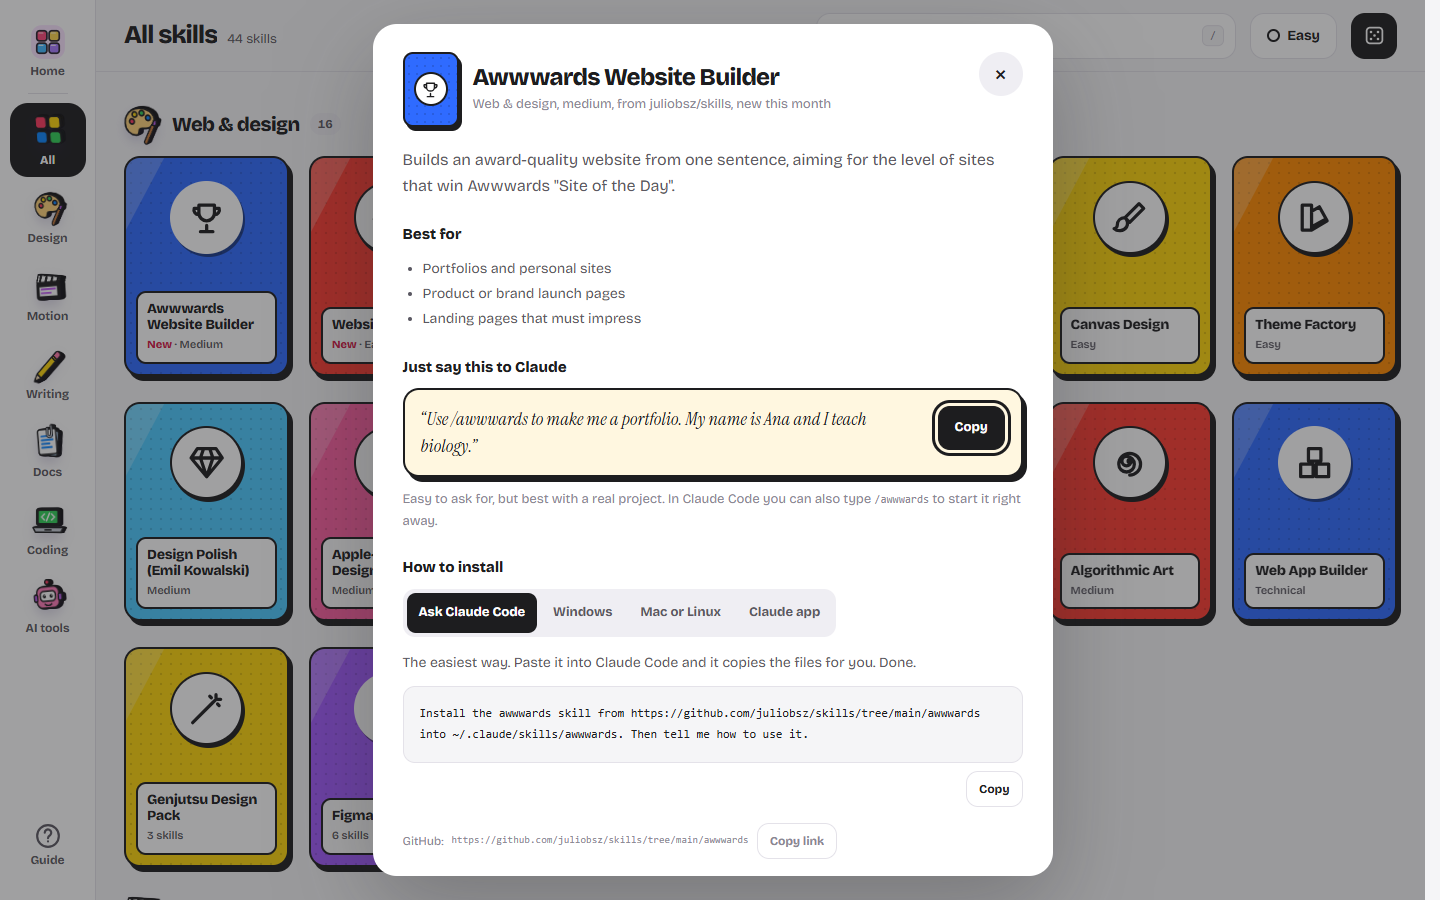 Home
All
Design
Motion
Writing
Docs
Coding
AI tools
Guide
All skills 44 skills
/
Easy
Web & design 16
Awwwards
Website Builder
New · Medium
Canvas Design
Easy
Theme Factory
Easy
Design Polish
(Emil Kowalski)
Medium
Algorithmic Art
Medium
Web App Builder
Technical
Genjutsu Design
Pack
3 skills
6 skills
Awwwards Website Builder
Web & design, medium, from juliobsz/skills, new this month
×
Builds an award-quality website from one sentence, aiming for the level of sites
that win Awwwards "Site of the Day".
Best for
• Portfolios and personal sites
• Product or brand launch pages
• Landing pages that must impress
Just say this to Claude
“Use /awwwards to make me a portfolio. My name is Ana and I teach
biology.”
Copy
Easy to ask for, but best with a real project. In Claude Code you can also type /awwwards to start it right
away.
How to install
Ask Claude Code Windows Mac or Linux Claude app
The easiest way. Paste it into Claude Code and it copies the files for you. Done.
Install the awwwards skill from https://github.com/juliobsz/skills/tree/main/awwwards
into ~/.claude/skills/awwwards. Then tell me how to use it.
Copy
GitHub: https://github.com/juliobsz/skills/tree/main/awwwards Copy link